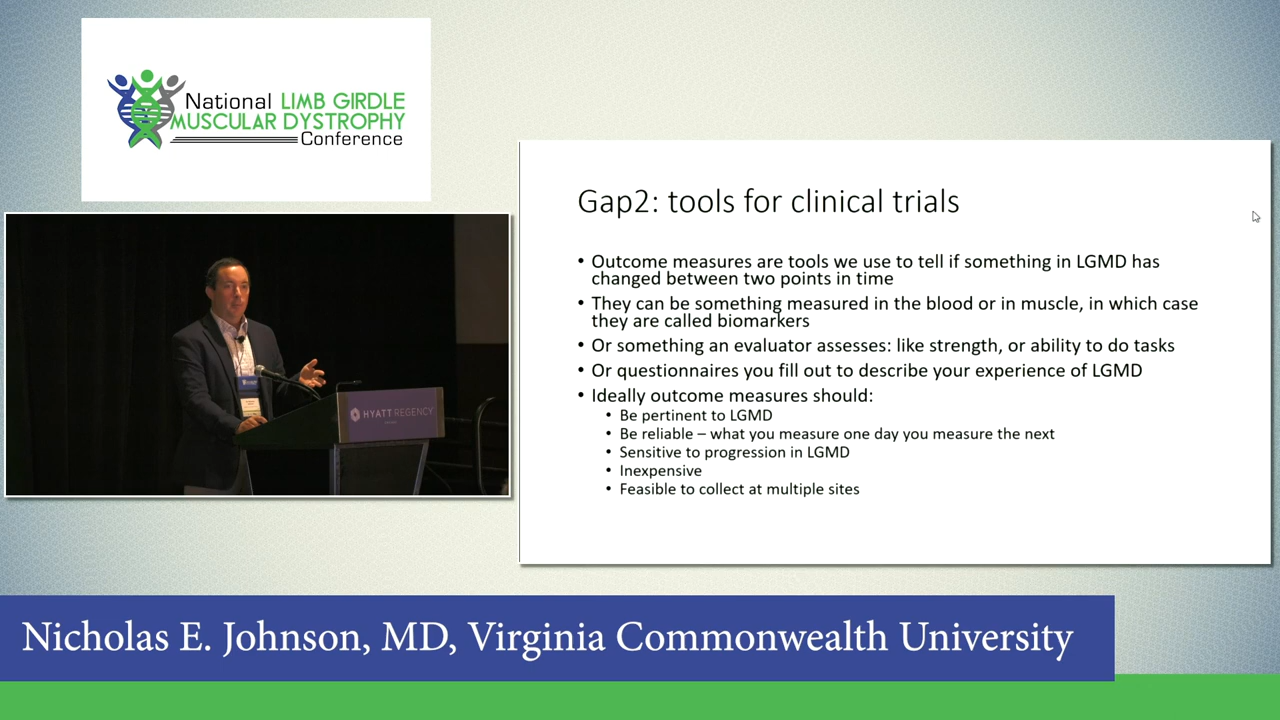 National LIMB GIRDLE
MUSCULAR DYSTROPHY
Conference
HYATT REGENCY
Gap2: tools for clinical trials
• Outcome measures are tools we use to tell if something in LGMD has
changed between two points in time
• They can be something measured in the blood or in muscle, in which case
they are called biomarkers
• Or something an evaluator assesses: like strength, or ability to do tasks
• Or questionnaires you fill out to describe your experience of LGMD
• Ideally outcome measures should:
• Be pertinent to LGMD
• Be reliable – what you measure one day you measure the next
• Sensitive to progression in LGMD
• Inexpensive
• Feasible to collect at multiple sites
Nicholas E. Johnson, MD, Virginia Commonwealth University